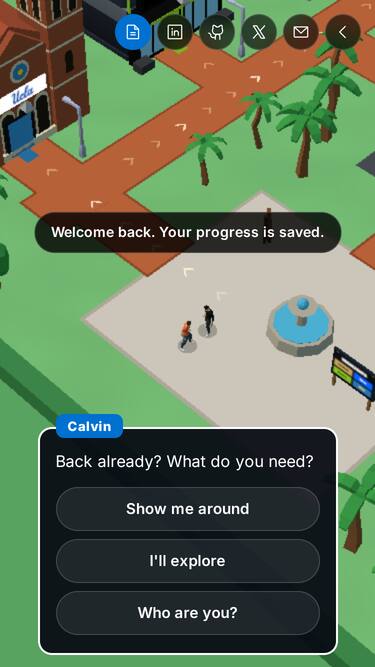 Ucla
Welcome back. Your progress is saved.
Calvin
Back already? What do you need?
Show me around
I'll explore
Who are you?